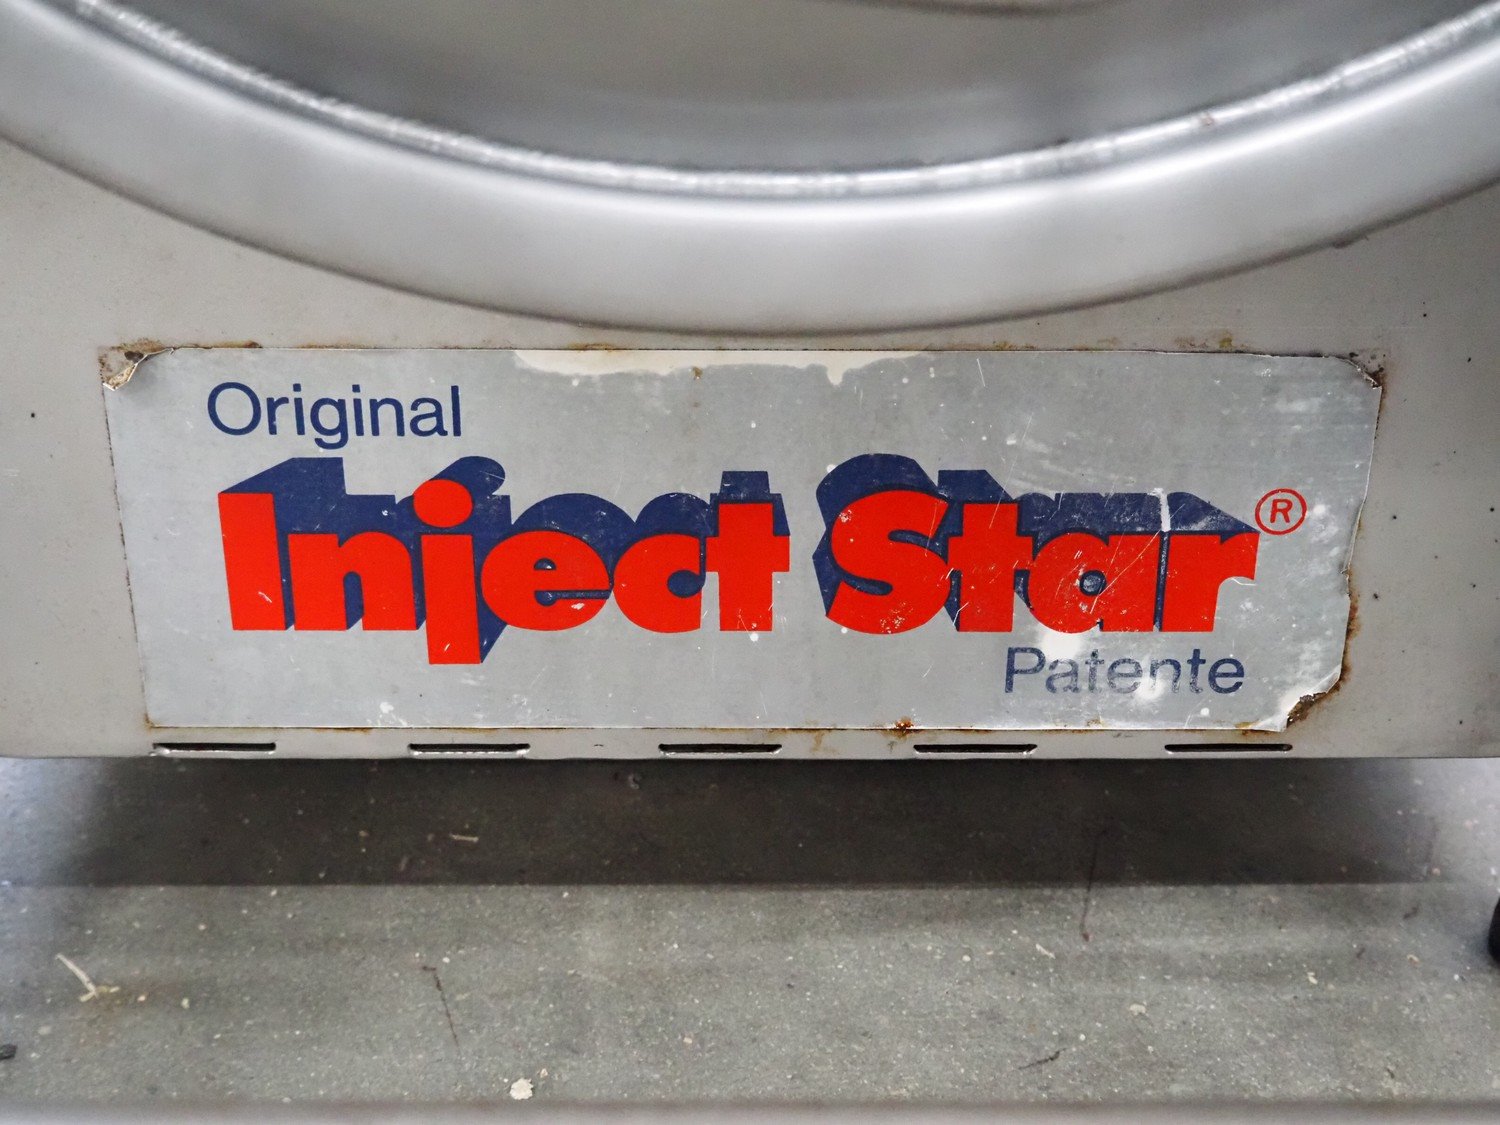 Original
Inject Star ®
Patente